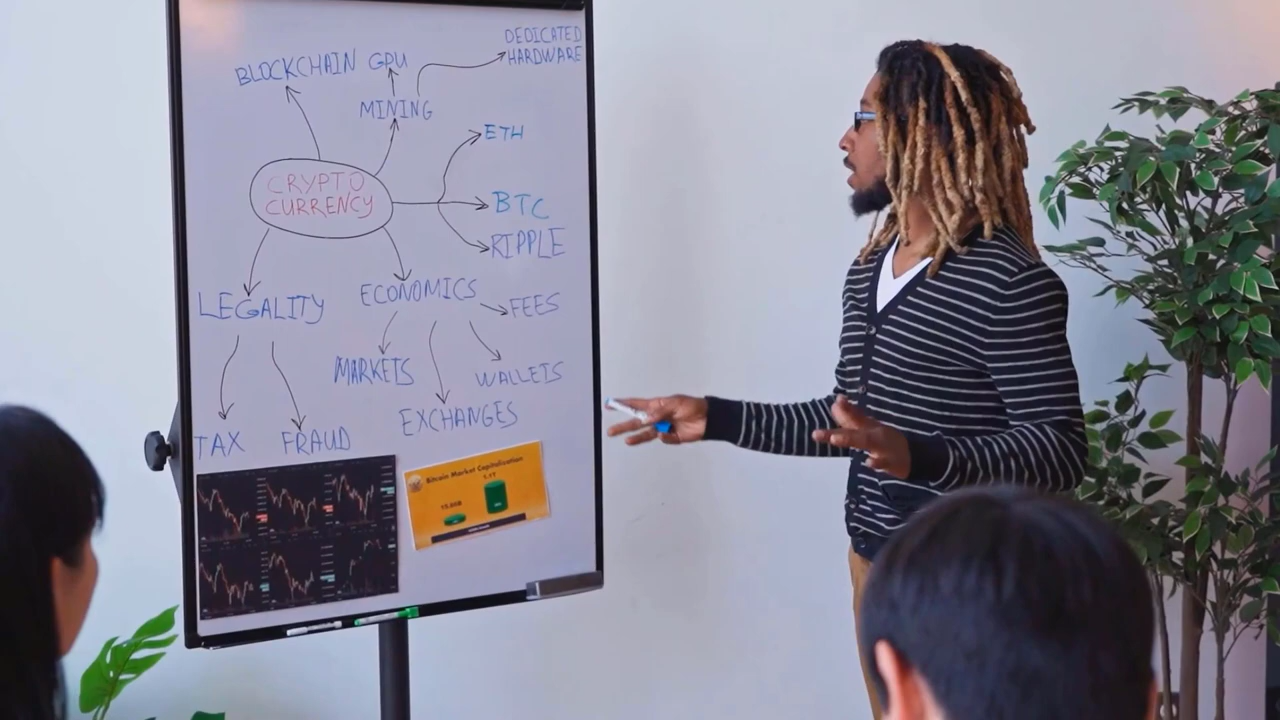 DEDICATED
HARDWARE
BLOCKCHAIN GPU
MINING
ETH
CRYPTO
CURRENCY
BTC
RIPPLE
LEGALITY
ECONOMICS
FEES
MARKETS
WALLETS
EXCHANGES
TAX
FRAUD
Bitcoin Market Capitalization